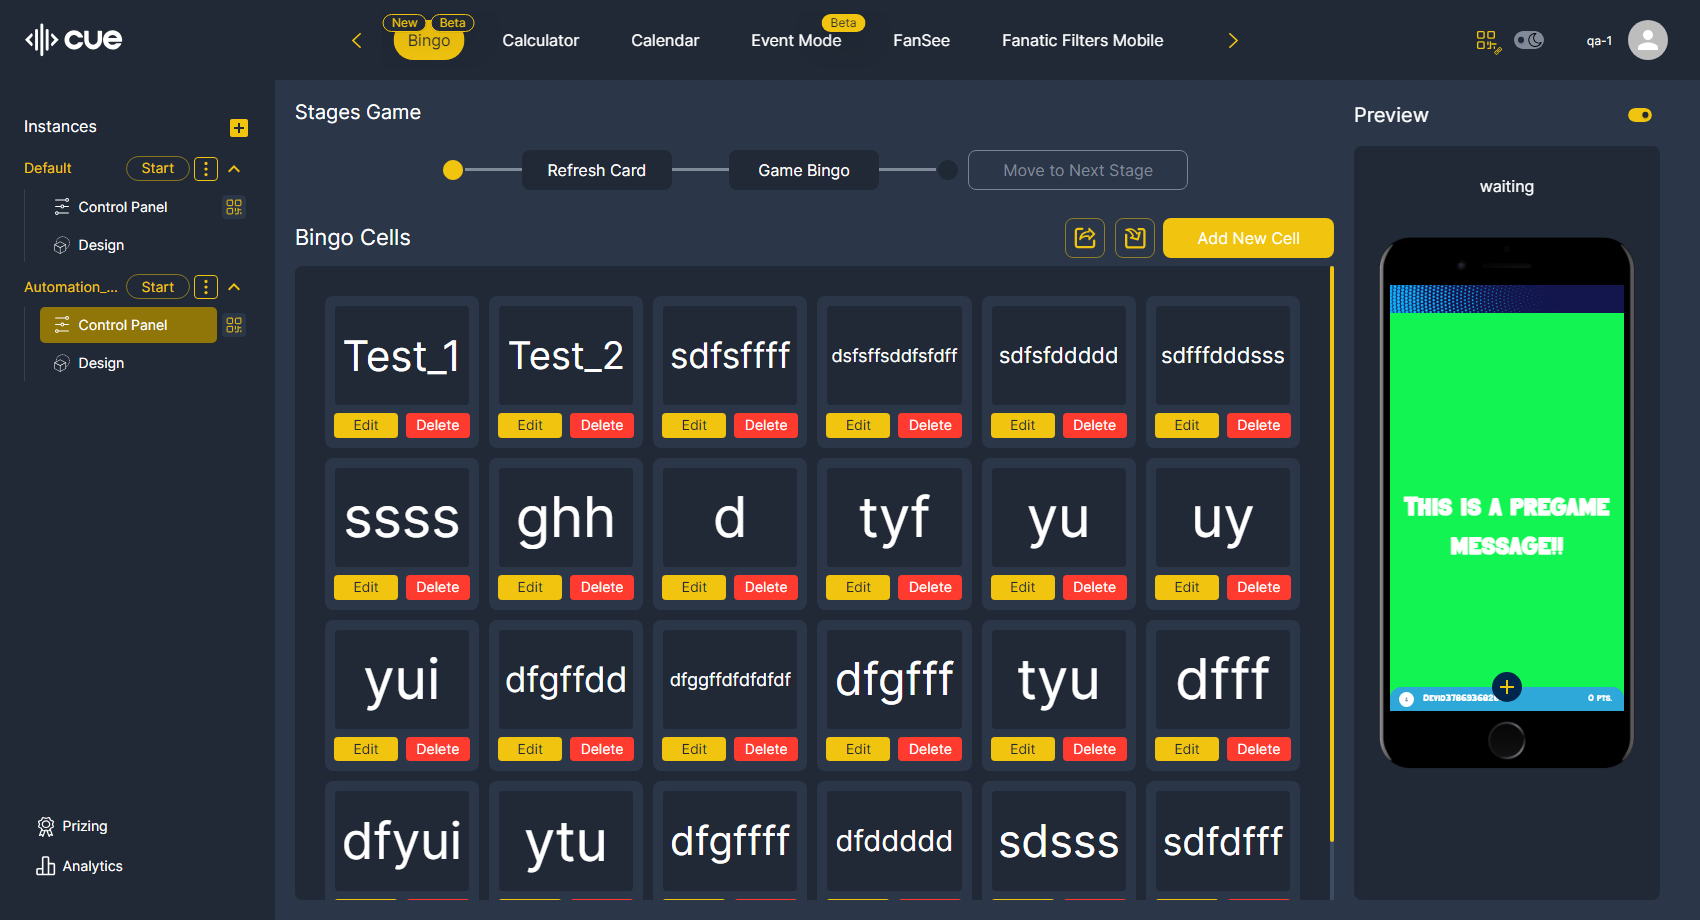 cue
New
Beta
Bingo
Calculator
Calendar
Beta
Event Mode
FanSee
Fanatic Filters Mobile
qa-1
Instances
Default
Start
Control Panel
Design
Automation_...
Start
Control Panel
Design
Prizing
Analytics
Stages Game
Refresh Card
Game Bingo
Move to Next Stage
Bingo Cells
Add New Cell
Test_1
Test_2
sdfsffff
dsfsffsddfsfdff
sdfsfddddd
sdfffdddsss
Edit Delete Edit Delete Edit Delete Edit Delete Edit Delete Edit Delete
ssss
ghh
d
tyf
yu
uy
Edit Delete Edit Delete Edit Delete Edit Delete Edit Delete Edit Delete
yui
dfgffdd
dfggffdfdfdfdf
dfgfff
tyu
dfff
Edit Delete Edit Delete Edit Delete Edit Delete Edit Delete Edit Delete
dfyui
ytu
dfgffff
dfddddd
sdsss
sdfdfff
Preview
waiting
This is a pregame
message!!
0 pts.